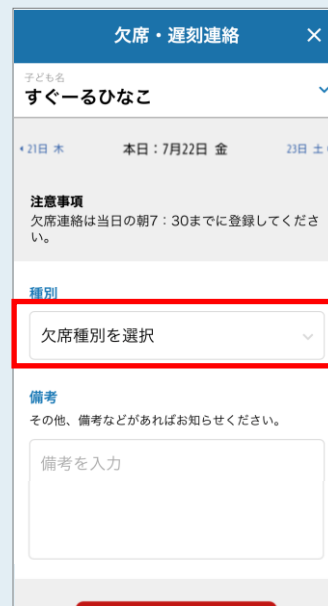 欠席・遅刻連絡
子ども名
すぐーるひなこ
21日 木
本日：7月22日 金
23日 土
注意事項
欠席連絡は当日の朝7：30までに登録してくださ
い。
種別
欠席種別を選択
備考
その他、備考などがあればお知らせください。
備考を入力